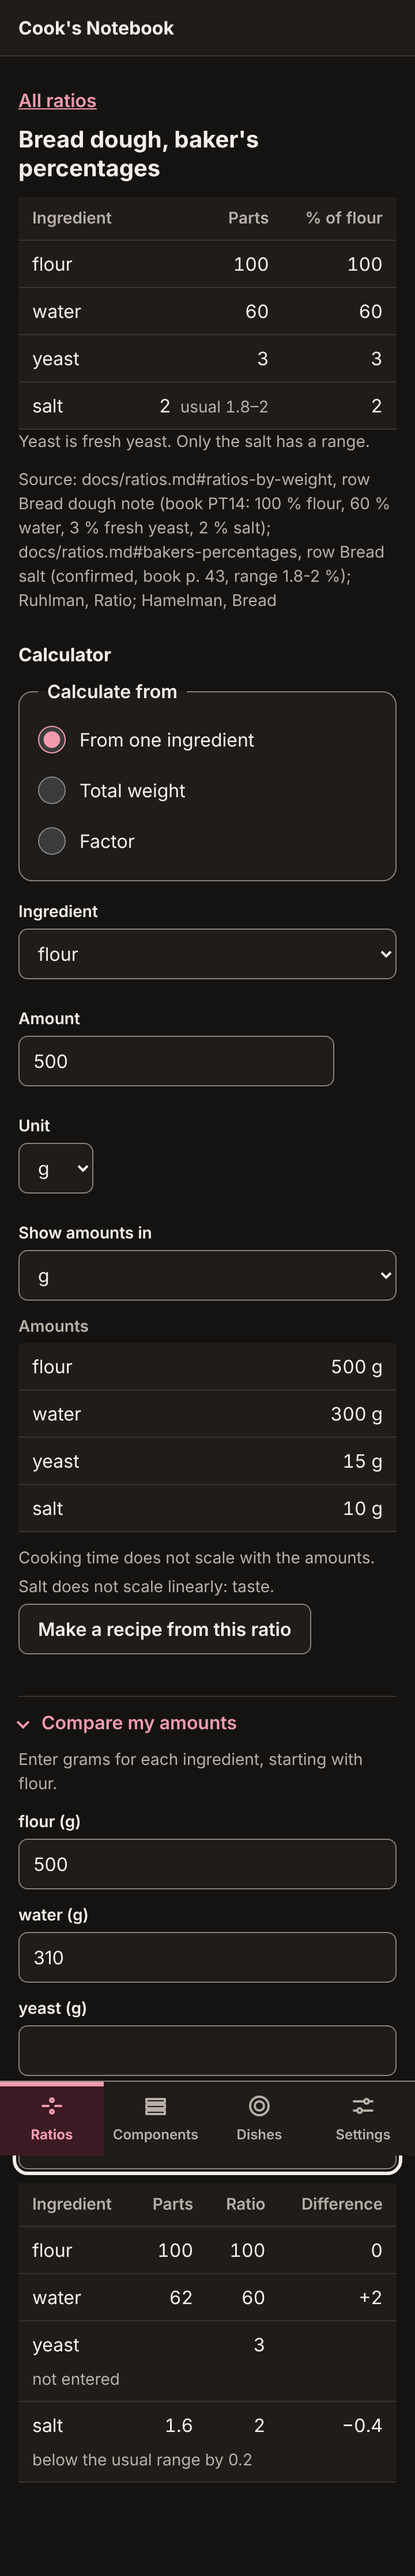 Cook's Notebook
All ratios
Bread dough, baker's
percentages
Ingredient Parts % of flour
flour 100 100
water 60 60
yeast 3 3
salt 2 usual 1.8–2 2
Yeast is fresh yeast. Only the salt has a range.
Source: docs/ratios.md#ratios-by-weight, row
Bread dough note (book PT14: 100 % flour, 60 %
water, 3 % fresh yeast, 2 % salt);
docs/ratios.md#bakers-percentages, row Bread
salt (confirmed, book p. 43, range 1.8-2 %);
Ruhlman, Ratio; Hamelman, Bread
Calculator
Calculate from
From one ingredient
Total weight
Factor
Ingredient
flour
Amount
500
Unit
g
Show amounts in
g
Amounts
flour 500 g
water 300 g
yeast 15 g
salt 10 g
Cooking time does not scale with the amounts.
Salt does not scale linearly: taste.
Make a recipe from this ratio
Compare my amounts
Enter grams for each ingredient, starting with
flour.
flour (g)
500
water (g)
310
yeast (g)
Ratios Components Dishes Settings
Ingredient Parts Ratio Difference
flour 100 100 0
water 62 60 +2
yeast 3
not entered
salt 1.6 2 −0.4
below the usual range by 0.2